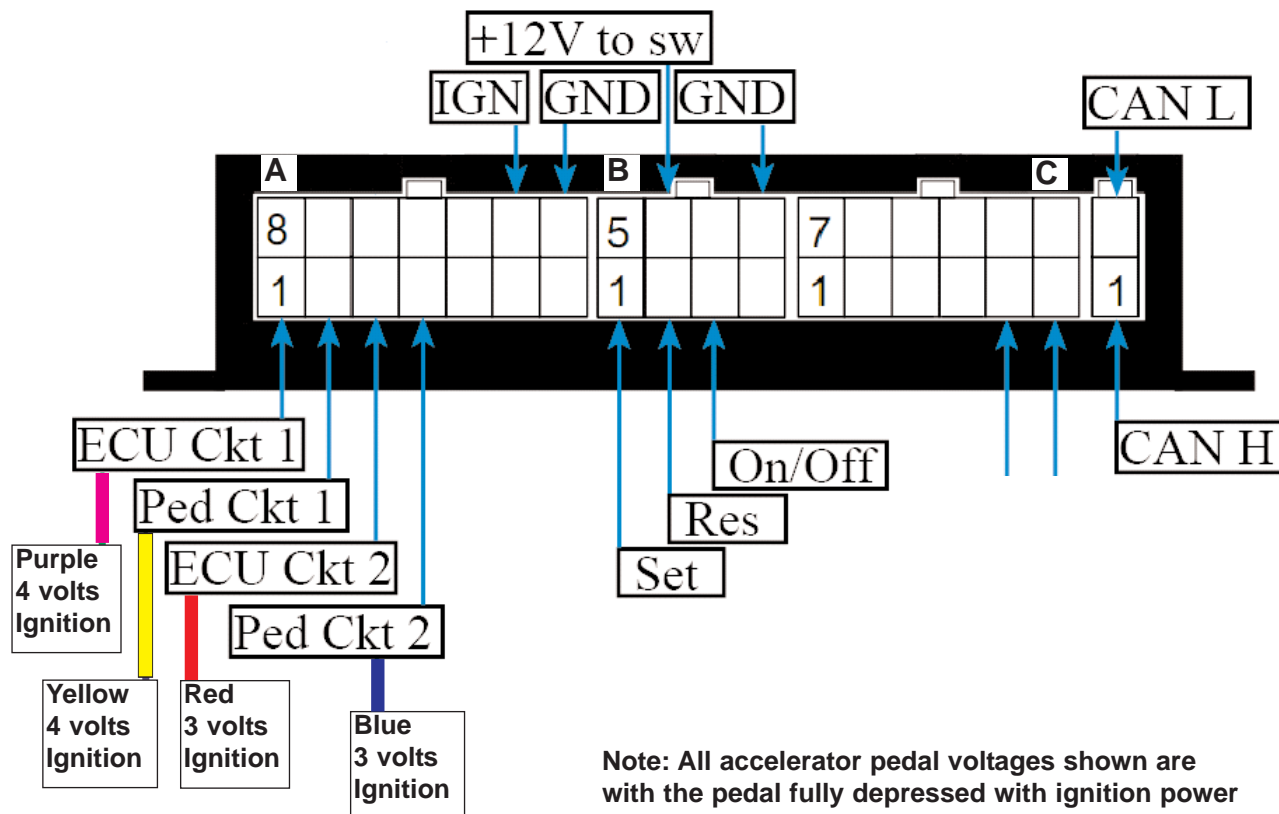 +12V to sw
IGN GND GND
CAN L
A B C
8 5 7
1 1 1 1
ECU Ckt 1
Ped Ckt 1
ECU Ckt 2
Ped Ckt 2
On/Off
Res
Set
CAN H
Purple
4 volts
Ignition
Yellow
4 volts
Ignition
Red
3 volts
Ignition
Blue
3 volts
Ignition
Note: All accelerator pedal voltages shown are
with the pedal fully depressed with ignition power